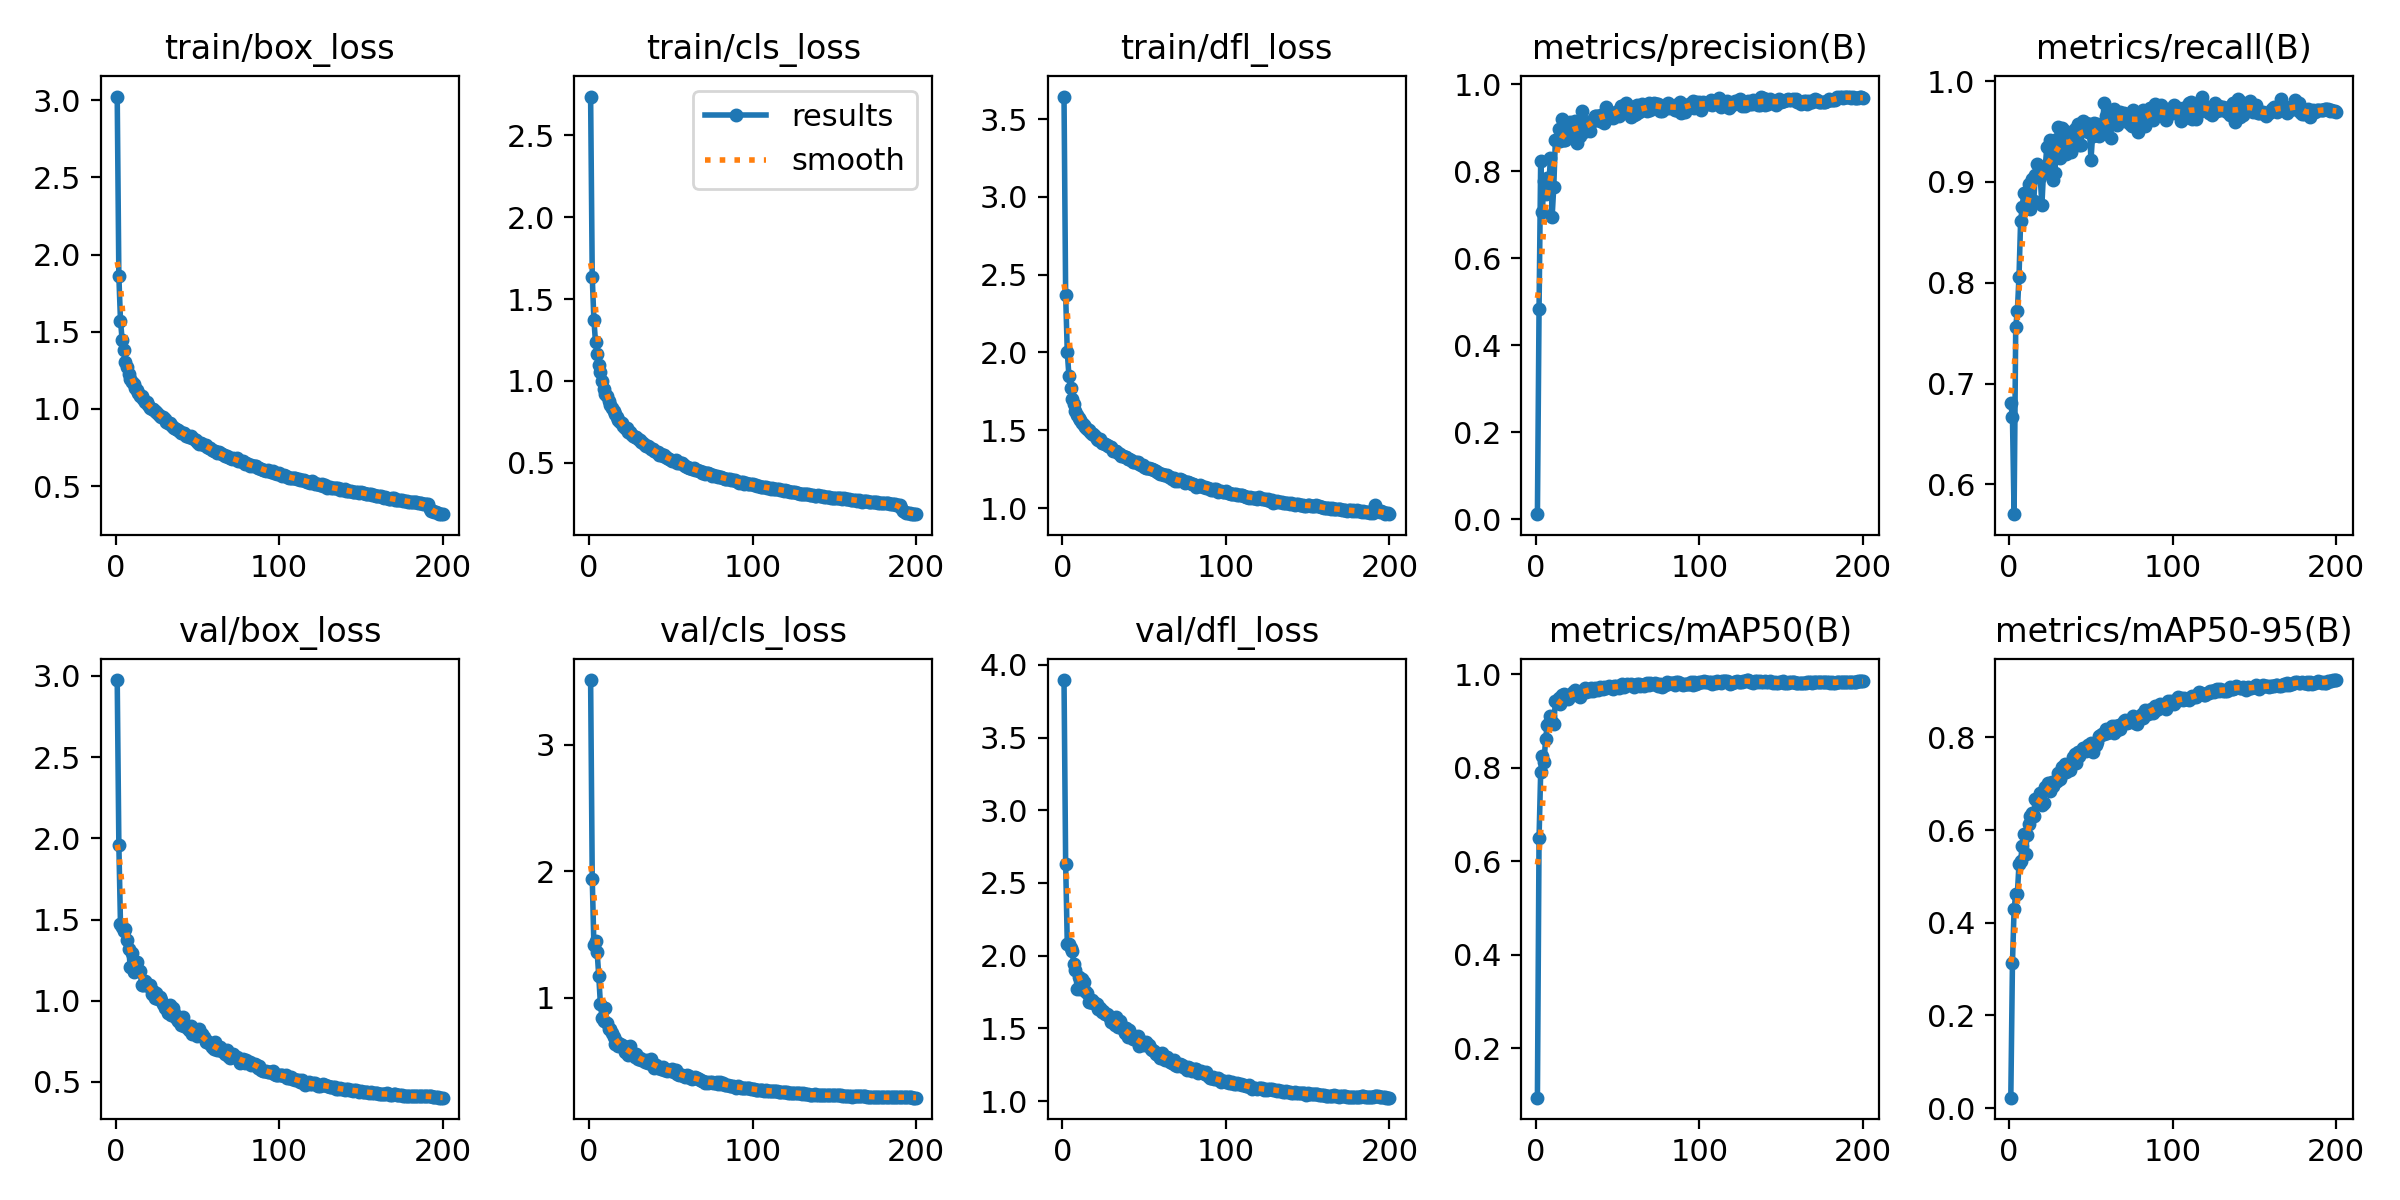 train/box_loss
3.0
2.5
2.0
1.5
1.0
0.5
0 100 200
train/cls_loss
results
smooth
2.5
2.0
1.5
1.0
0.5
0 100 200
train/dfl_loss
3.5
3.0
2.5
2.0
1.5
1.0
0 100 200
metrics/precision(B)
1.0
0.8
0.6
0.4
0.2
0.0
0 100 200
metrics/recall(B)
1.0
0.9
0.8
0.7
0.6
0 100 200
val/box_loss
3.0
2.5
2.0
1.5
1.0
0.5
0 100 200
val/cls_loss
3
2
1
0 100 200
val/dfl_loss
4.0
3.5
3.0
2.5
2.0
1.5
1.0
0 100 200
metrics/mAP50(B)
1.0
0.8
0.6
0.4
0.2
0 100 200
metrics/mAP50-95(B)
0.8
0.6
0.4
0.2
0.0
0 100 200